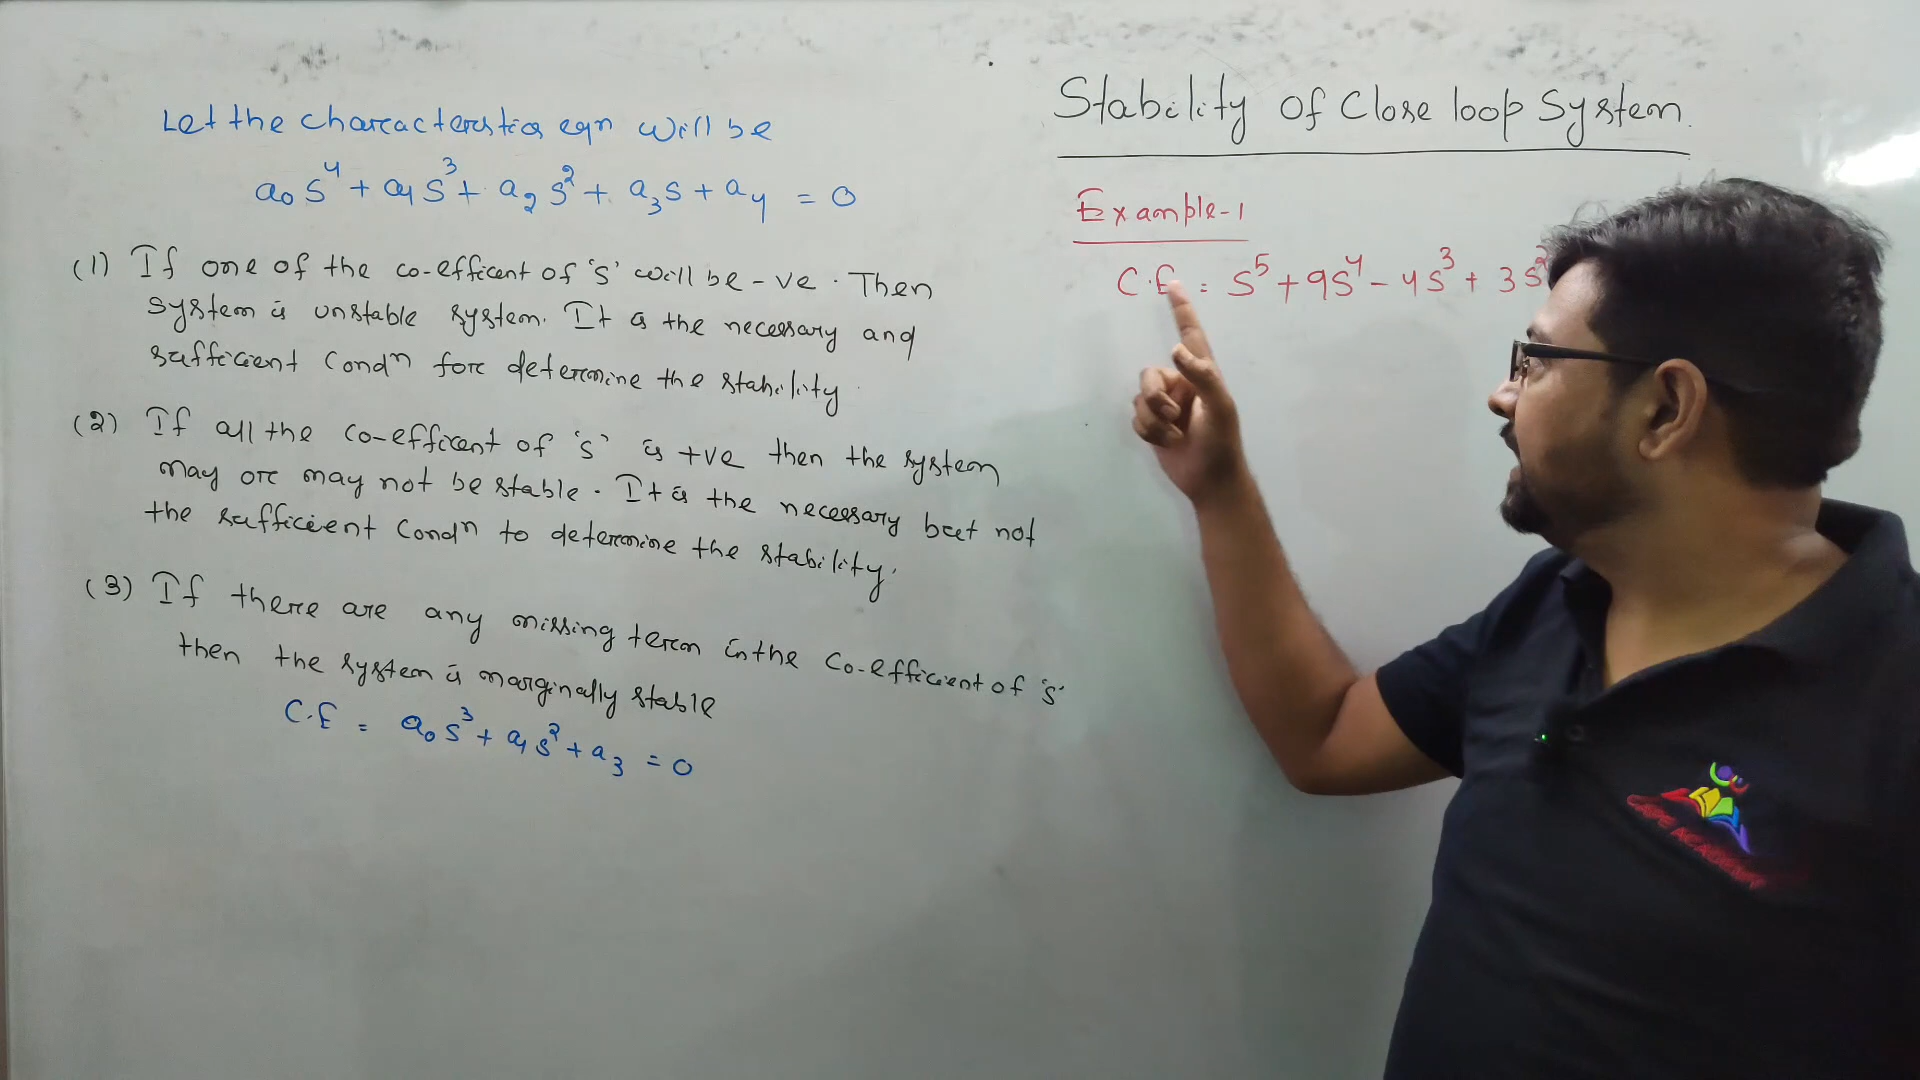 Let the characterstics eqn will be
a₀s⁴ + a₁s³ + a₂s² + a₃s + a₄ = 0
(1) If one of the co-efficent of 's' will be -ve. Then
system is unstable system. It is the necessary and
sufficient Condⁿ for determine the stability
(2) If all the co-efficent of 's' is +ve then the system
may or may not be stable. It is the necessary but not
the sufficient Condⁿ to determine the stability.
(3) If there are any missing term in the Co-efficient of 's'
then the system is marginally stable
C.E = a₀s³ + a₁s² + a₃ = 0
Stability Of Close loop System.
Example-1
C.E = s⁵ + 9s⁴ - 4s³ + 3s²